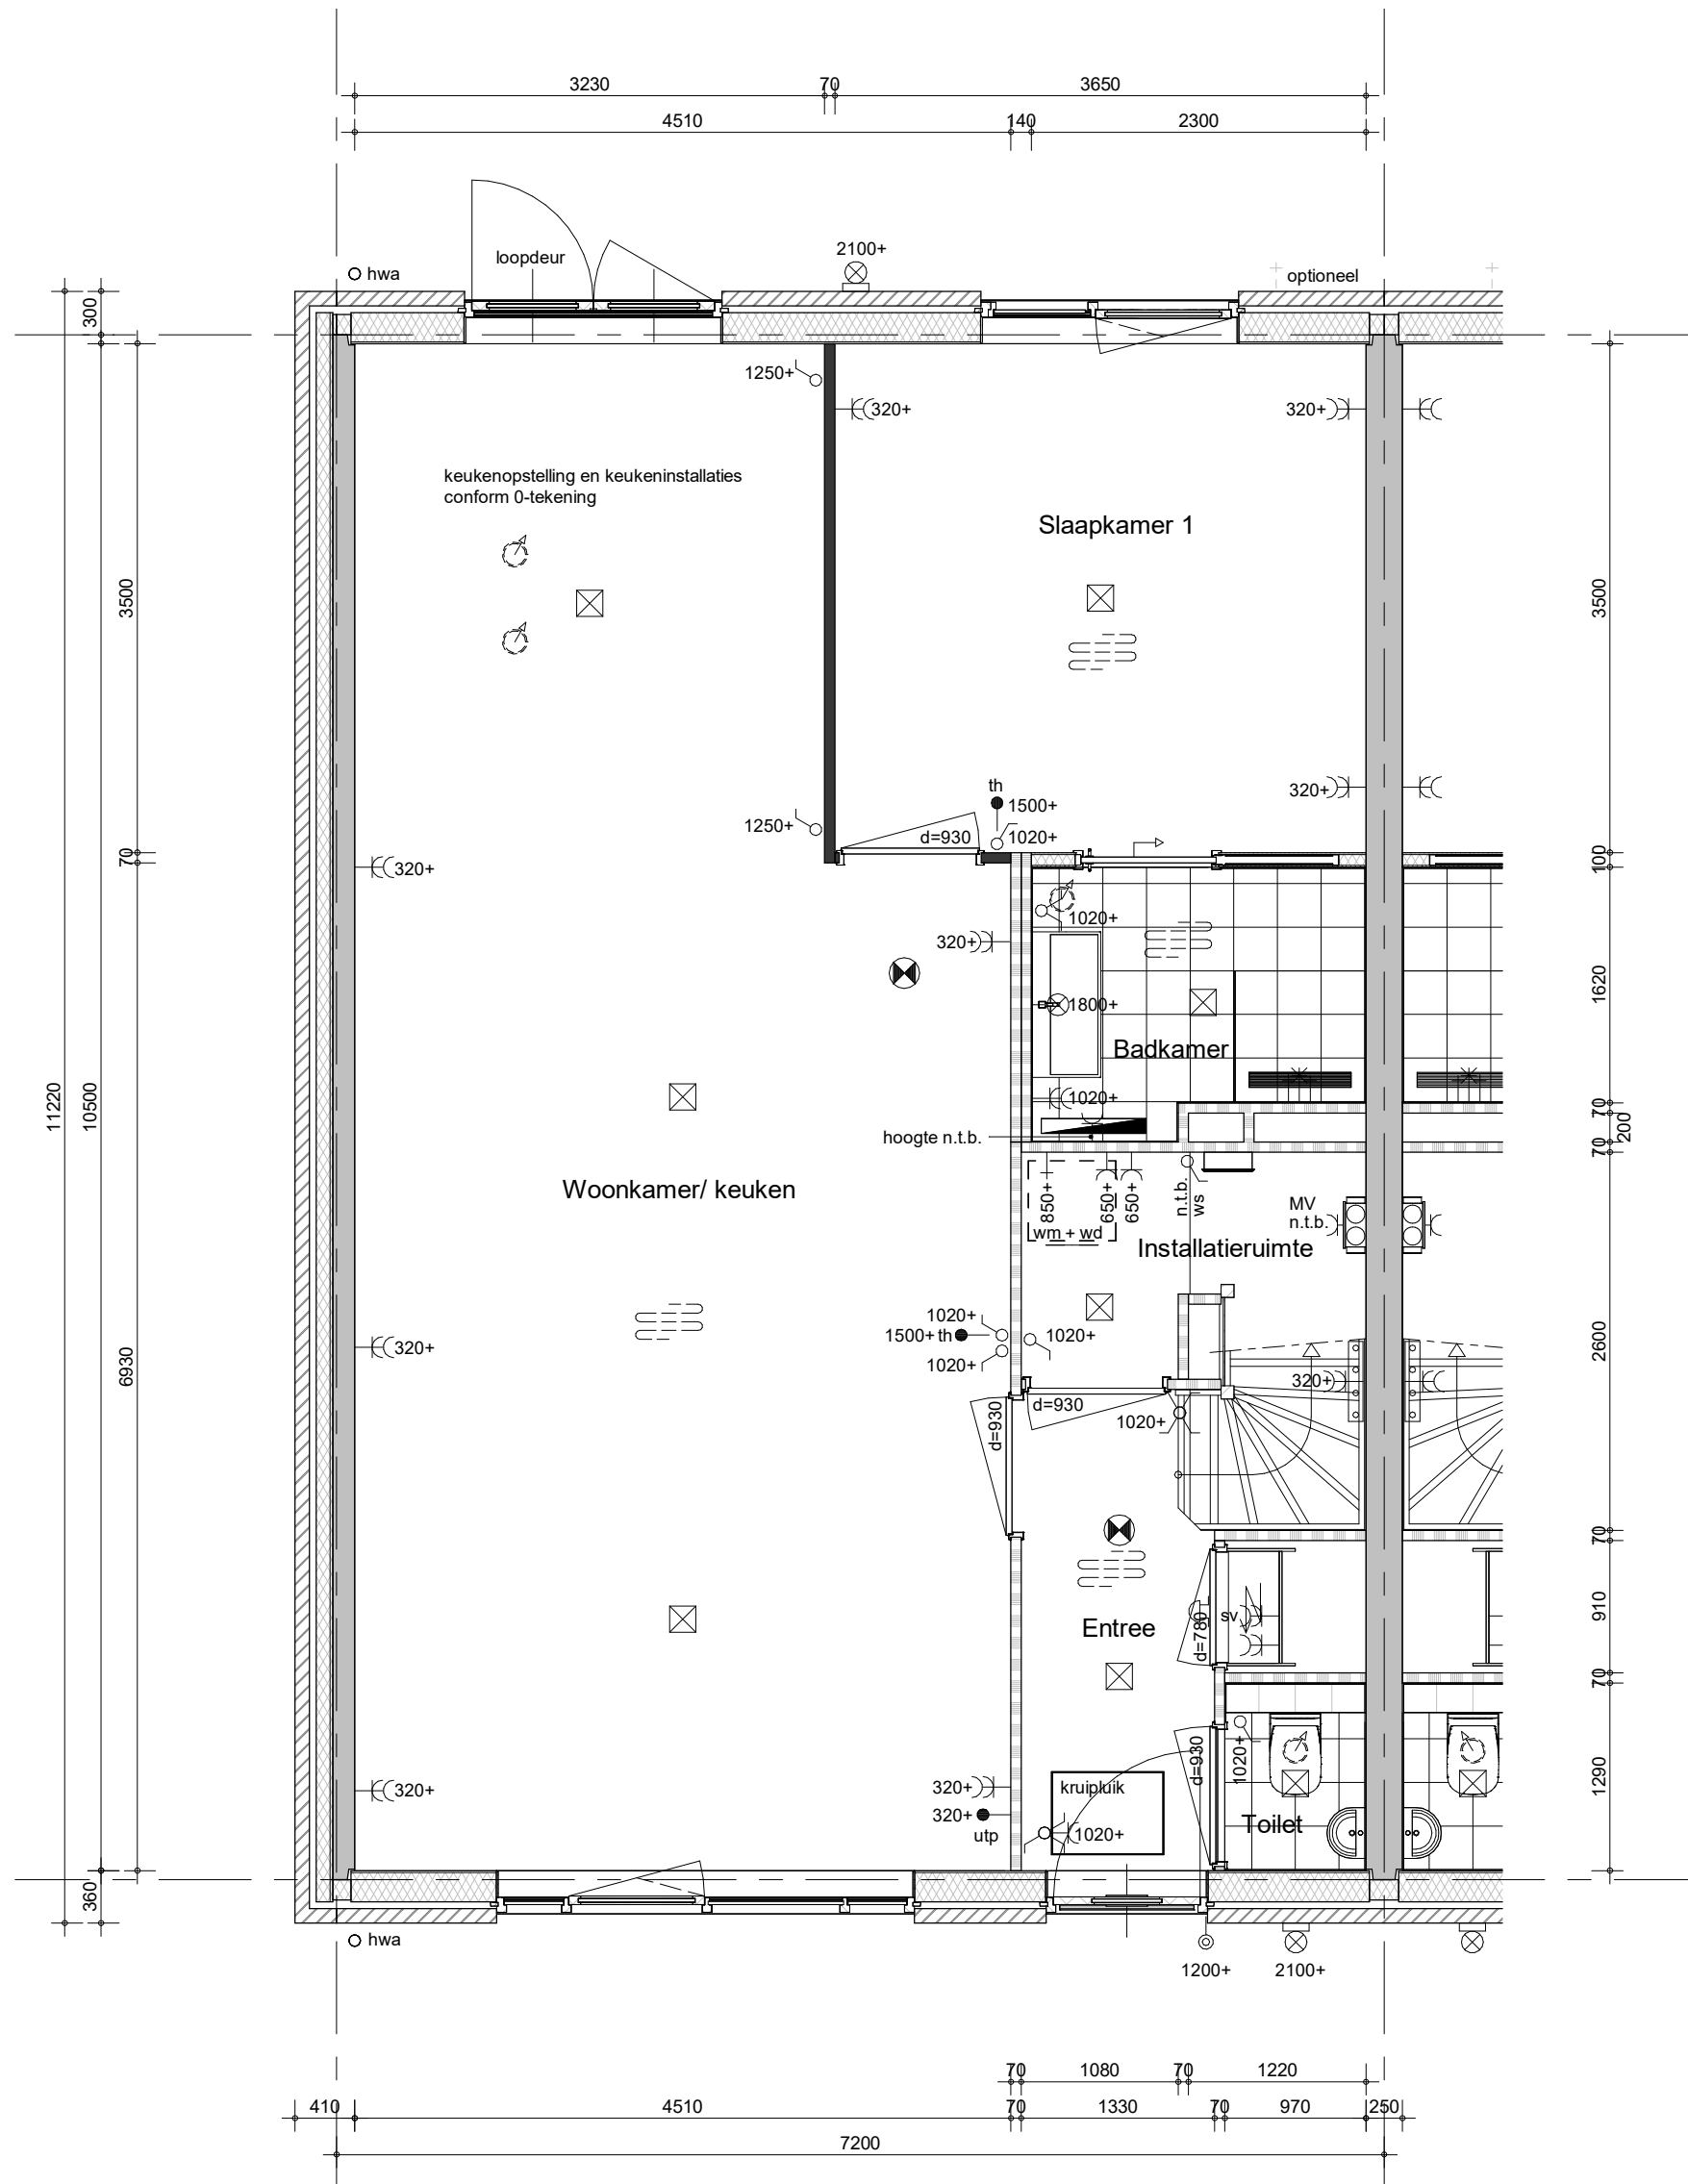 3230
70
3650
4510
140
2300
loopdeur
2100+
hwa
optioneel
300
1250+
320+
320+
keukenopstelling en keukeninstallaties
conform 0-tekening
Slaapkamer 1
3500
3500
th
1500+
1250+
d=930
1020+
320+
70
100
320+
1020+
320+
1800+
1620
Badkamer
11220
10500
1020+
hoogte n.t.b.
70
200
70
Woonkamer/ keuken
850+
650+
650+
n.t.b.
ws
wm + wd
MV
n.t.b.
Installatieruimte
1020+
1500+ th
1020+
1020+
320+
6930
2600
320+
d=930
d=930
1020+
70
Entree
d=780
sv
910
70
320+
320+
320+
utp
kruipluik
1020+
d=930
1020+
Toilet
1290
360
hwa
1200+
2100+
70
1080
70
1220
410
4510
70
1330
70
970
250
7200